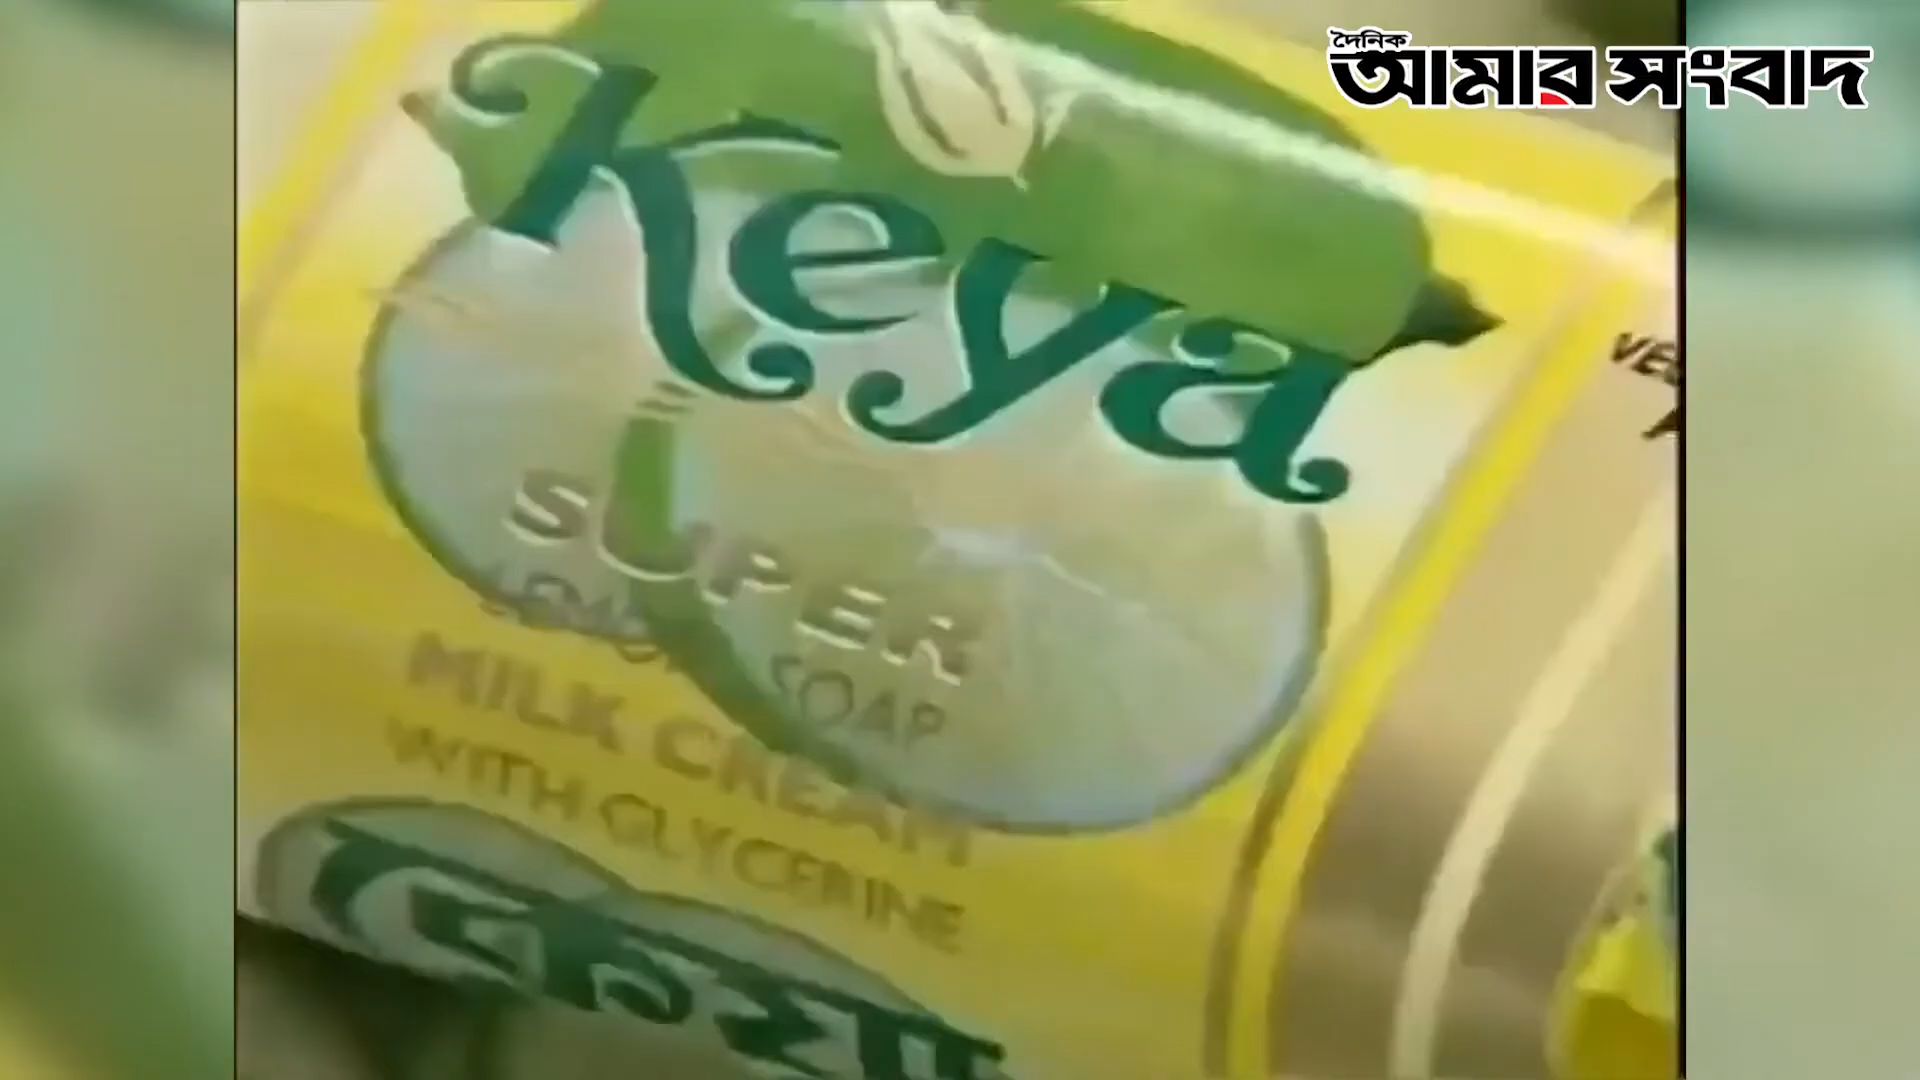 দৈনিক
আমার সংবাদ
Keya
SUPER
SOAP
MILK CREAM
WITH GLYCERINE
কেয়া